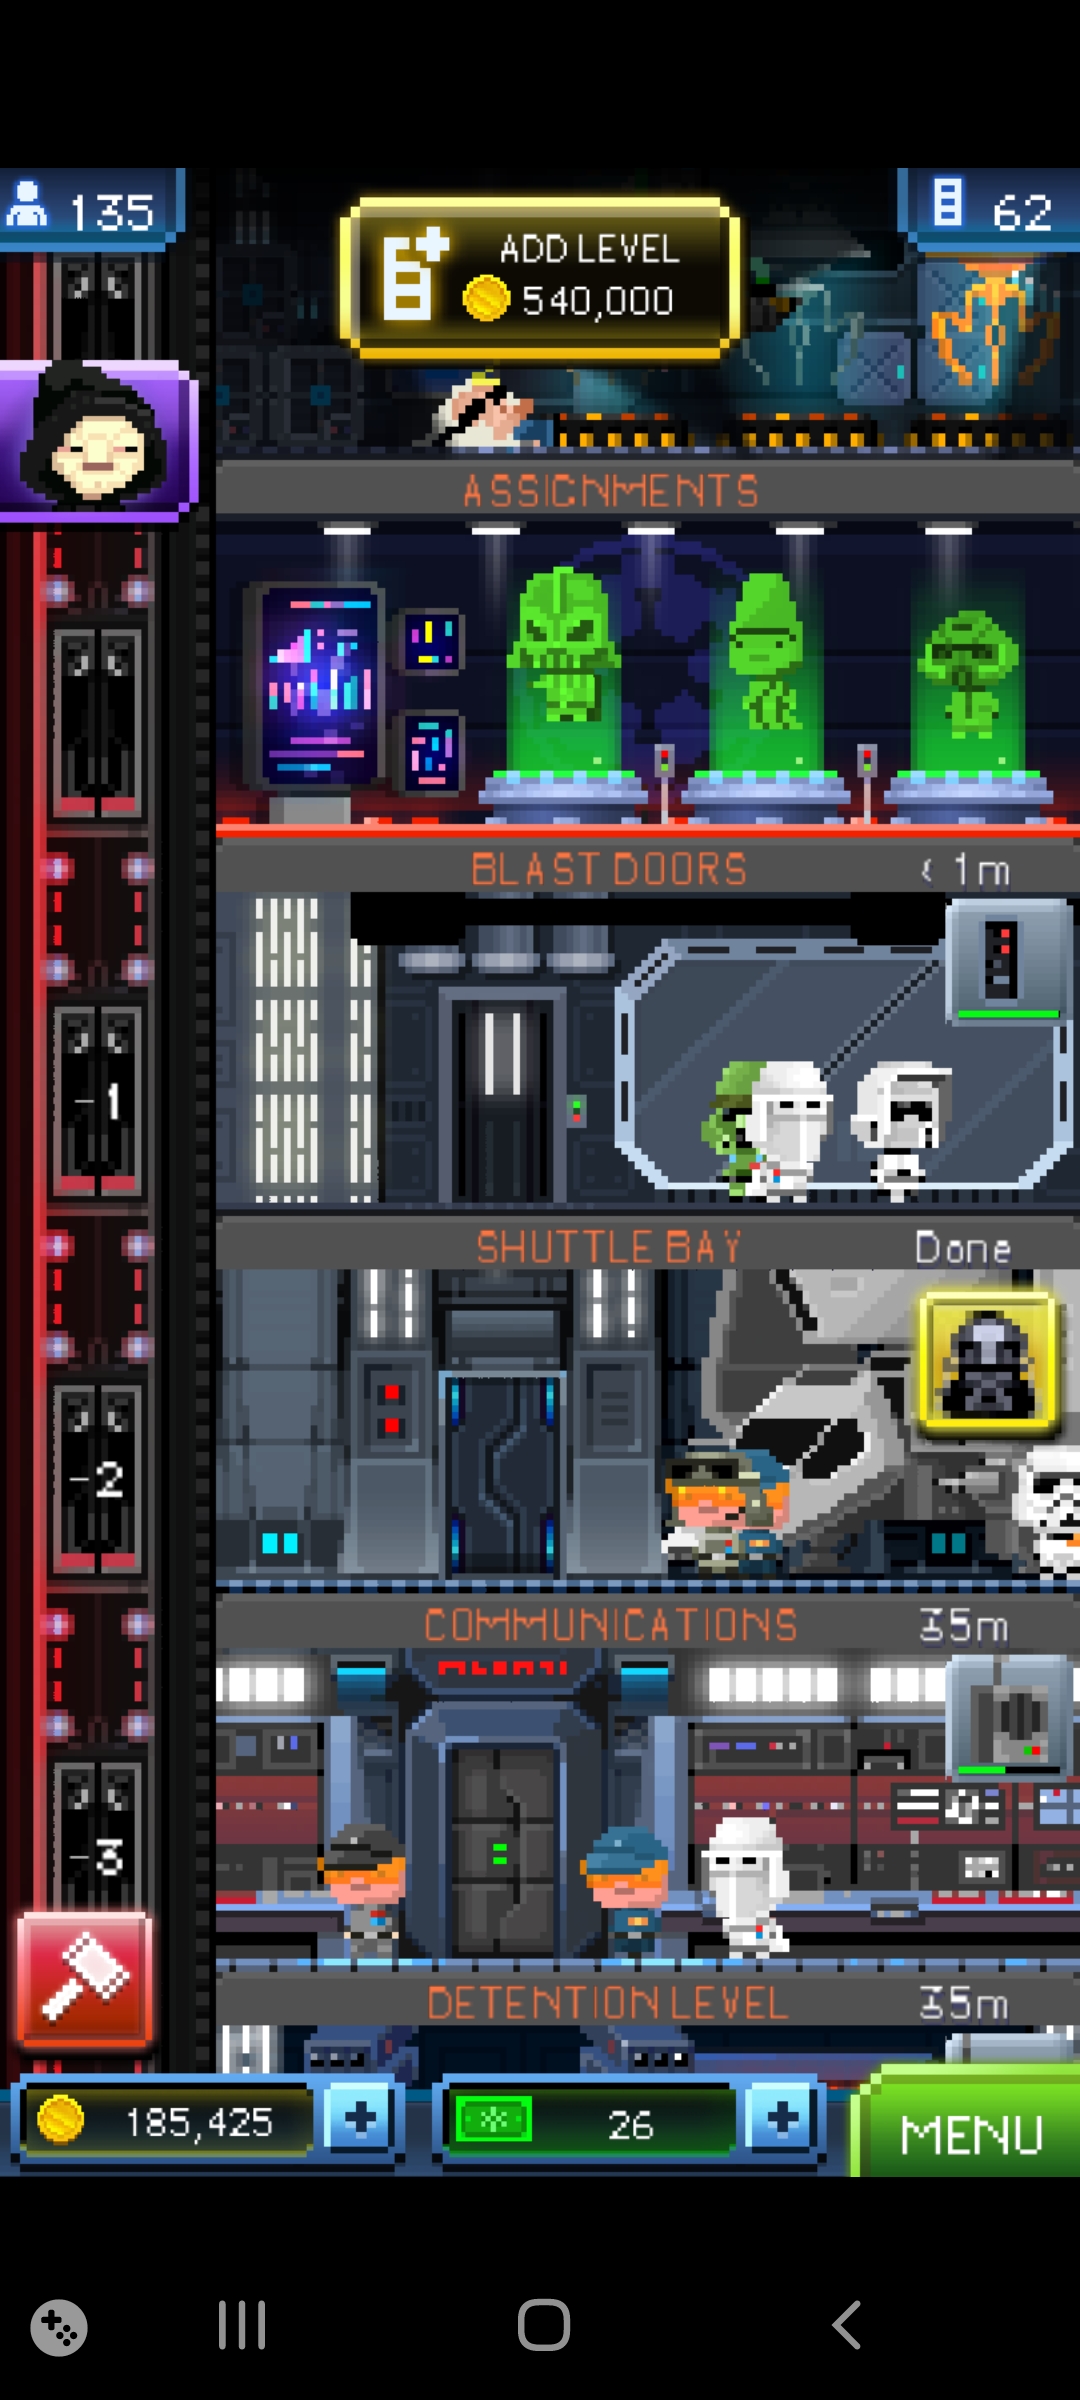 135
ADD LEVEL
540,000
62
ASSIGNMENTS
BLAST DOORS < 1m
-1
SHUTTLE BAY Done
-2
COMMUNICATIONS 35m
-3
DETENTION LEVEL 35m
185,425
26
MENU